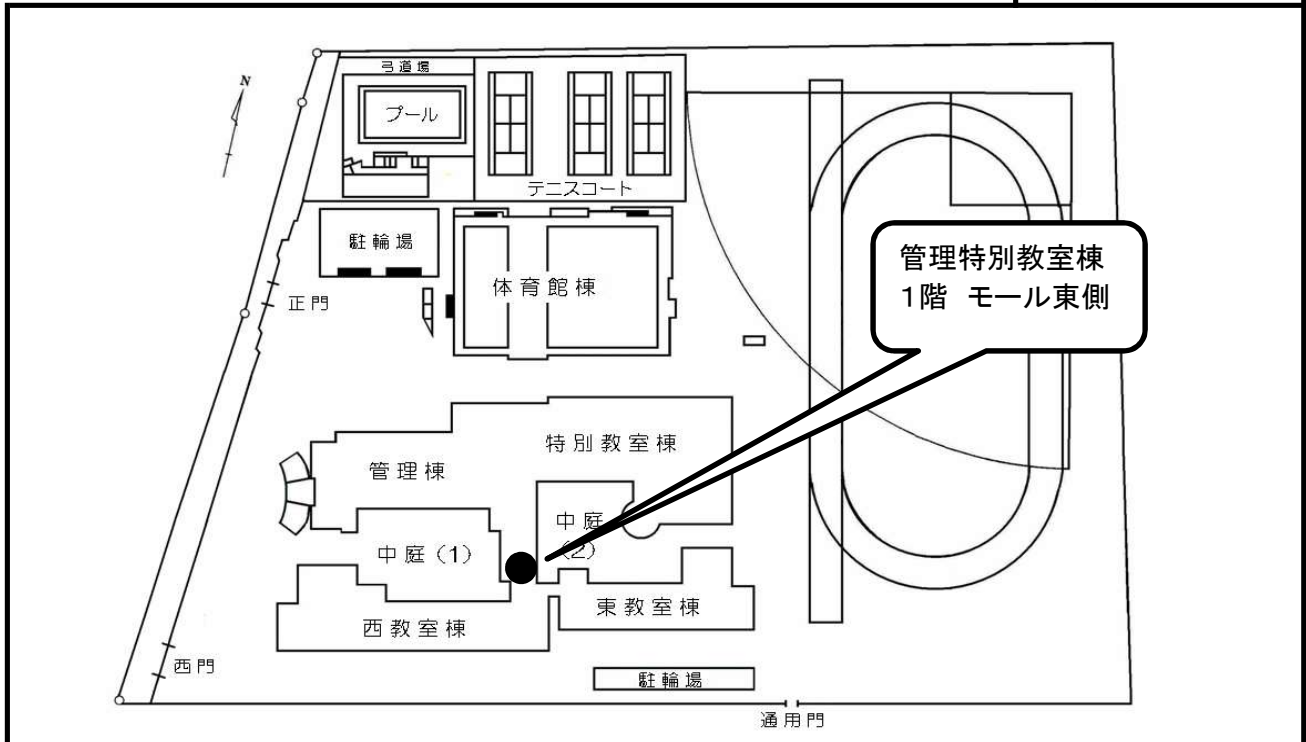 弓道場
N
プール
テニスコート
駐輪場
管理特別教室棟
1階 モール東側
体育館棟
正門
特別教室棟
管理棟
中庭
(2)
中庭(1)
東教室棟
西教室棟
西門
駐輪場
通用門